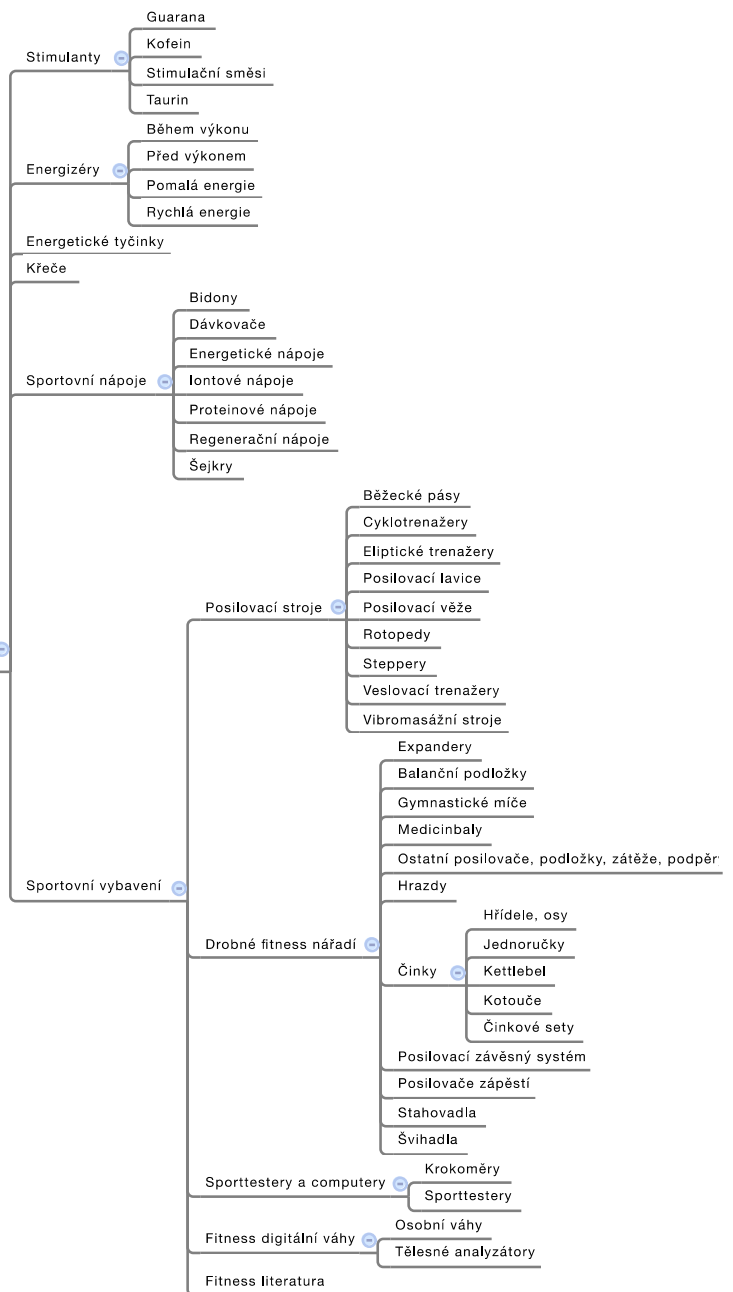 Guarana
Kofein
Stimulanty
Stimulační směsi
Taurin
Během výkonu
Před výkonem
Energizéry
Pomalá energie
Rychlá energie
Energetické tyčinky
Křeče
Bidony
Dávkovače
Energetické nápoje
Sportovní nápoje
Iontové nápoje
Proteinové nápoje
Regenerační nápoje
Šejkry
Běžecké pásy
Cyklotrenažery
Eliptické trenažery
Posilovací lavice
Posilovací stroje
Posilovací věže
Rotopedy
Steppery
Veslovací trenažery
Vibromasážní stroje
Expandery
Balanční podložky
Gymnastické míče
Medicinbaly
Ostatní posilovače, podložky, zátěže, podpěr
Sportovní vybavení
Hrazdy
Hřídele, osy
Drobné fitness nářadí
Jednoručky
Činky
Kettlebel
Kotouče
Činkové sety
Posilovací závěsný systém
Posilovače zápěstí
Stahovadla
Švihadla
Krokoměry
Sporttestery a computery
Sporttestery
Osobní váhy
Fitness digitální váhy
Tělesné analyzátory
Fitness literatura